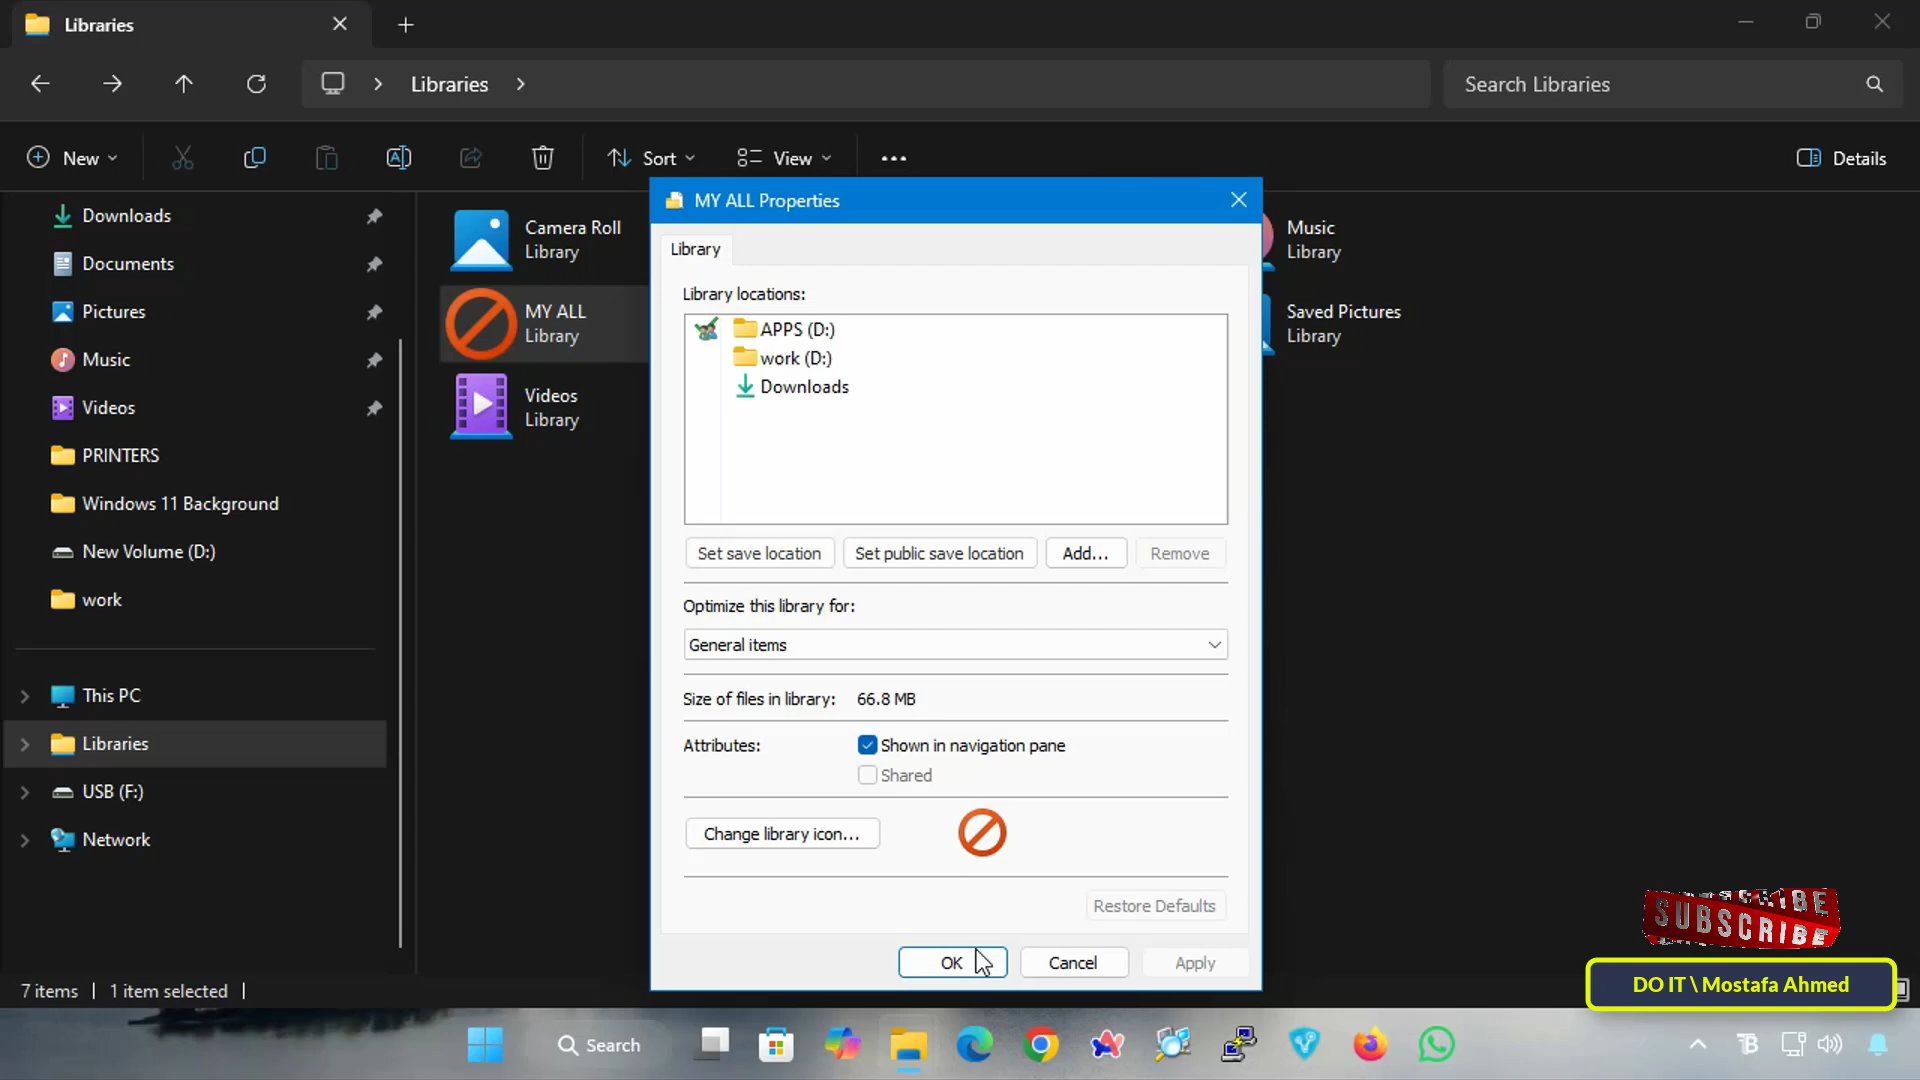 Libraries
Libraries
Search Libraries
New
Sort
View
Details
Downloads
Documents
Pictures
Music
Videos
PRINTERS
Windows 11 Background
New Volume (D:)
work
This PC
Libraries
USB (F:)
Network
Camera Roll
Library
MY ALL
Library
Videos
Library
Music
Library
Saved Pictures
Library
MY ALL Properties
Library
Library locations:
APPS (D:)
work (D:)
Downloads
Set save location
Set public save location
Add...
Remove
Optimize this library for:
General items
Size of files in library: 66.8 MB
Attributes:
Shown in navigation pane
Shared
Change library icon...
Restore Defaults
OK
Cancel
Apply
7 items
1 item selected
SUBSCRIBE
DO IT \ Mostafa Ahmed
Search